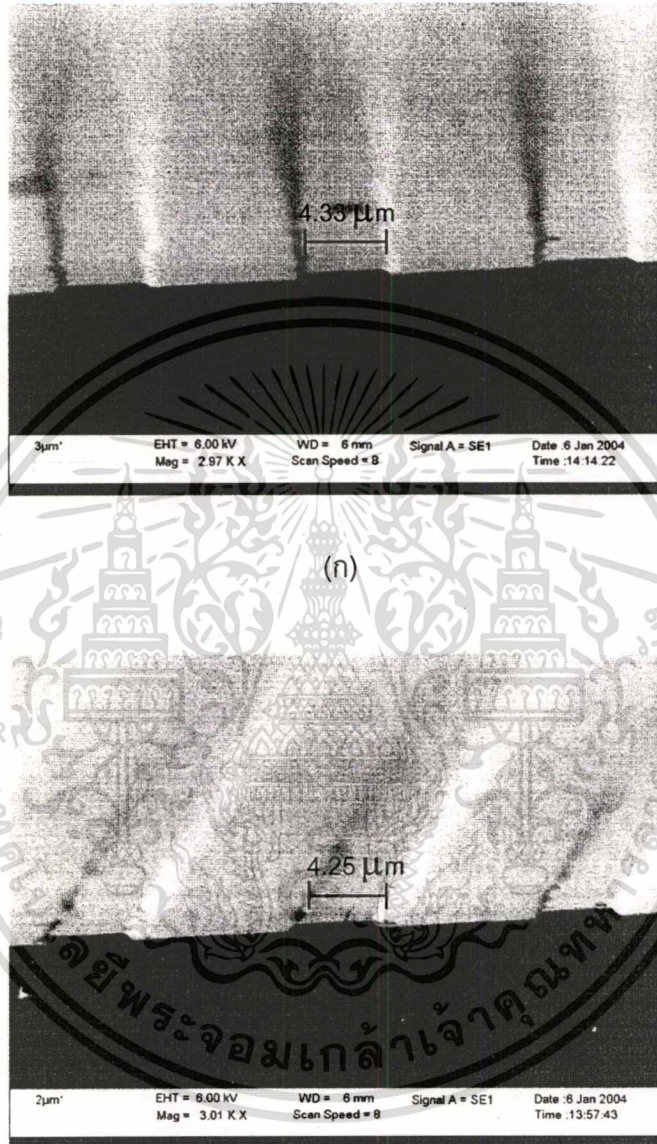 4.33 µm
3µm
EHT = 6.00 kV WD = 6 mm Signal A = SE1 Date :6 Jan 2004
Mag = 2.97 K X Scan Speed = 8 Time :14:14:22
(ก)
4.25 µm
ลยีพระจอมเกล้าเจ้าคุณทหาร
2µm
EHT = 6.00 kV WD = 6 mm Signal A = SE1 Date :6 Jan 2004
Mag = 3.01 K X Scan Speed = 8 Time :13:57:43